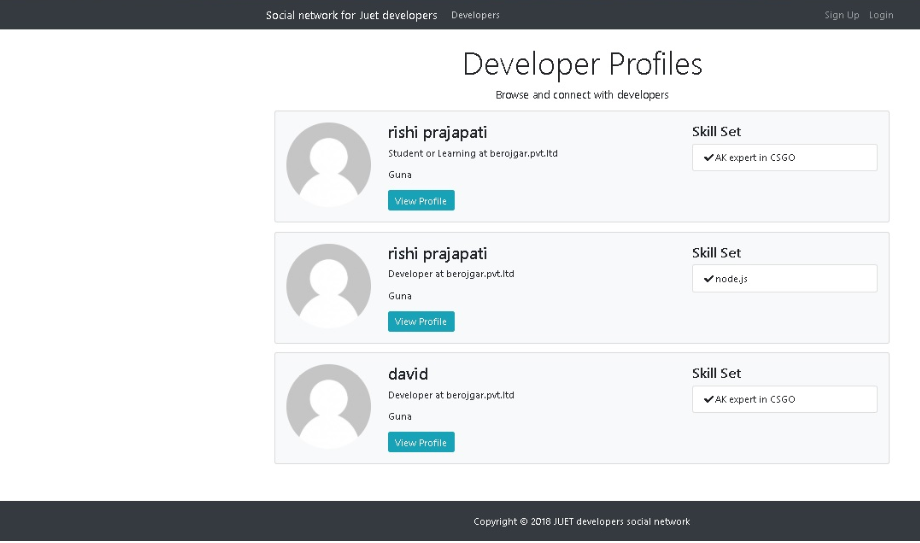 Social network for Juet developers Developers Sign Up Login
Developer Profiles
Browse and connect with developers
rishi prajapati
Student or Learning at berojgar.pvt.ltd
Guna
View Profile
Skill Set
AK expert in CSGO
rishi prajapati
Developer at berojgar.pvt.ltd
Guna
View Profile
Skill Set
node.js
david
Developer at berojgar.pvt.ltd
Guna
View Profile
Skill Set
AK expert in CSGO
Copyright © 2018 JUET developers social network